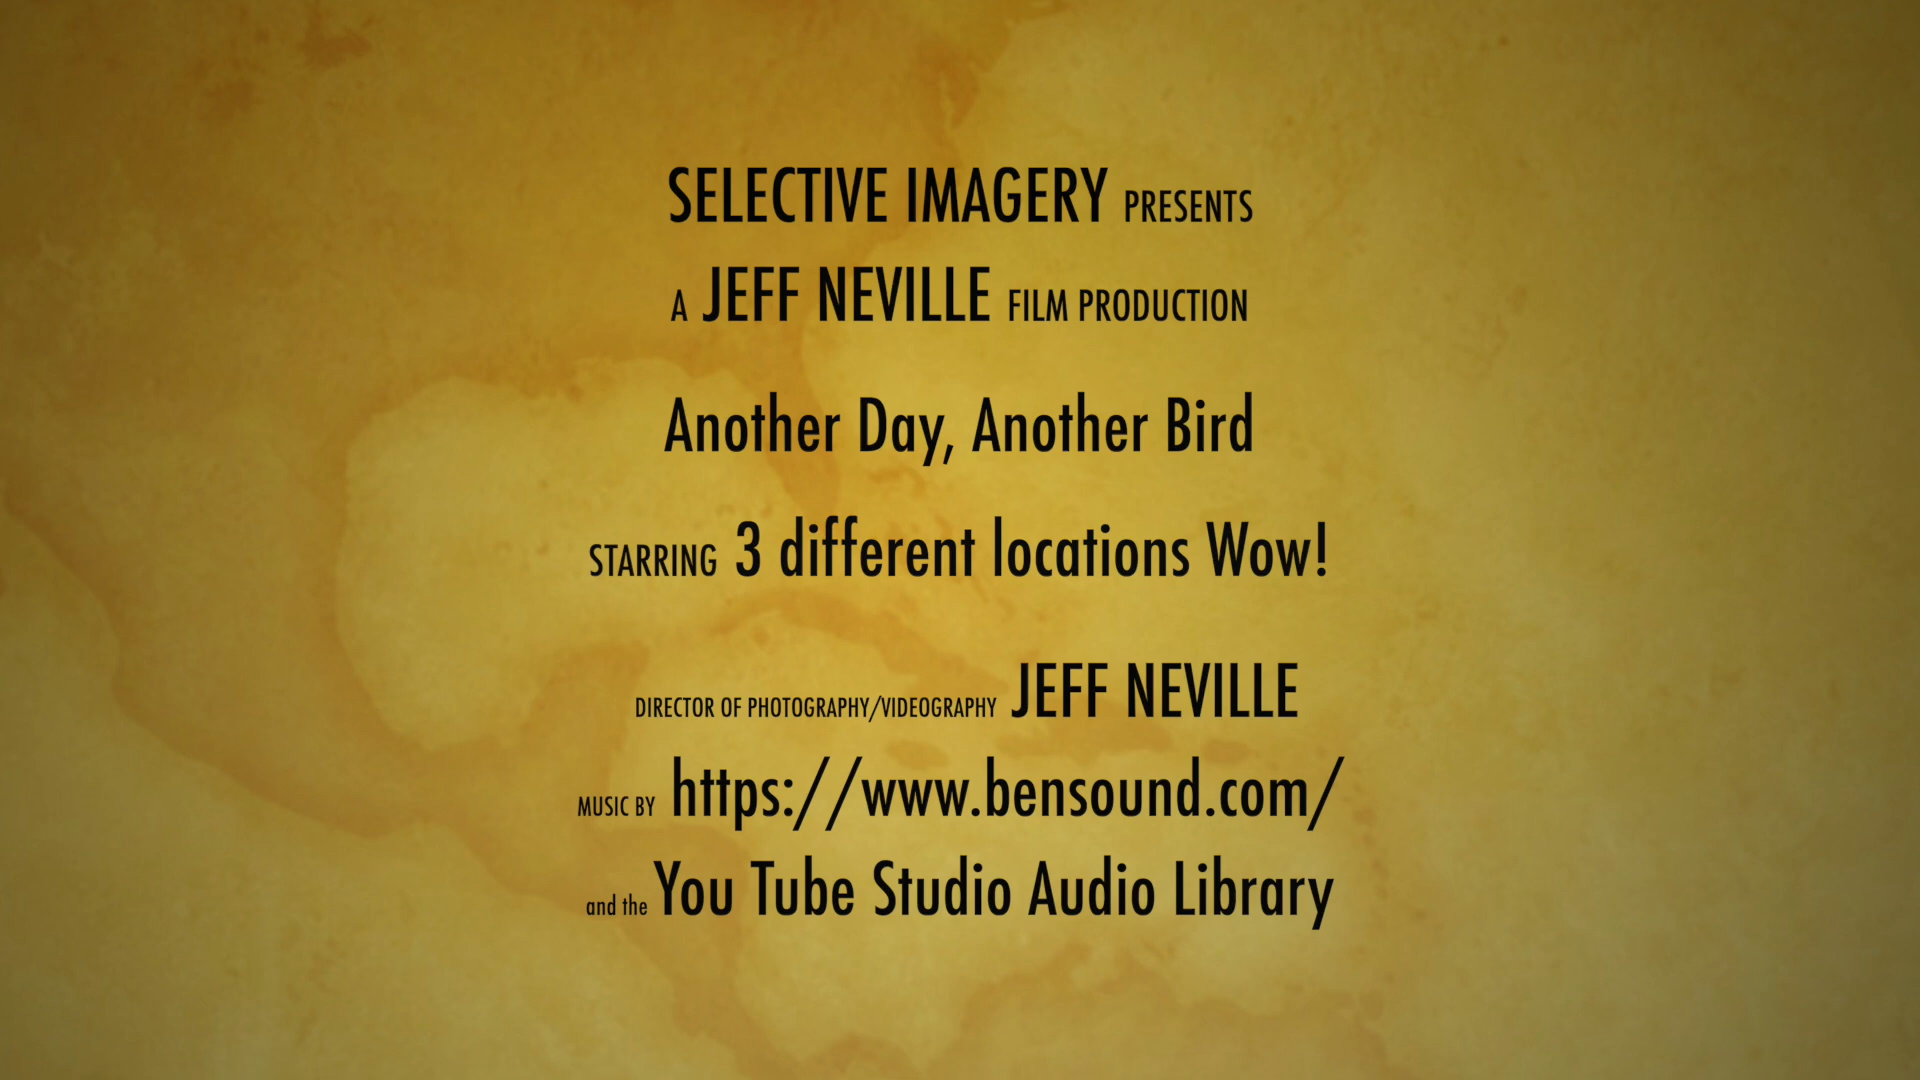 SELECTIVE IMAGERY PRESENTS
A JEFF NEVILLE FILM PRODUCTION
Another Day, Another Bird
STARRING 3 different locations Wow!
DIRECTOR OF PHOTOGRAPHY/VIDEOGRAPHY JEFF NEVILLE
MUSIC BY https://www.bensound.com/
and the You Tube Studio Audio Library